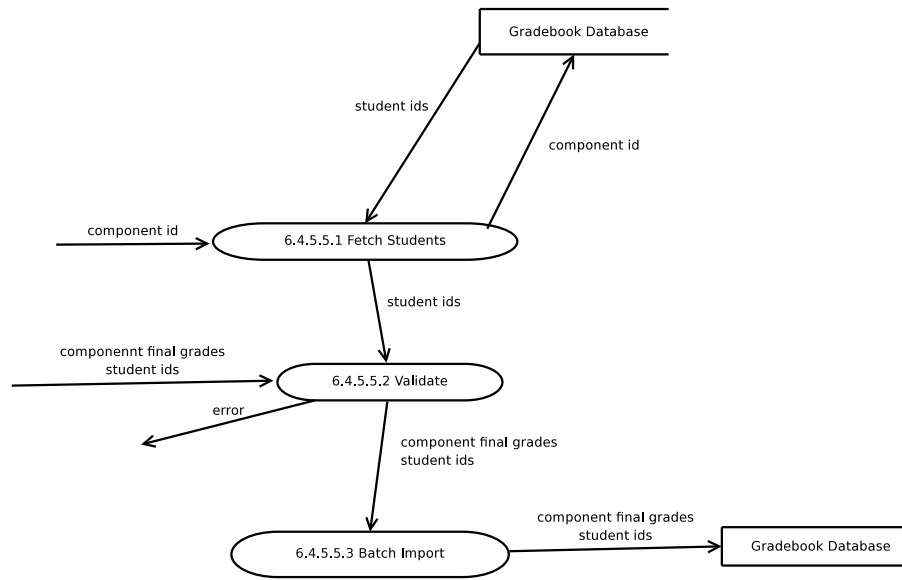 Gradebook Database
student ids
component id
component id
6.4.5.5.1 Fetch Students
student ids
componennt final grades
student ids
6.4.5.5.2 Validate
error
component final grades
student ids
component final grades
student ids
6.4.5.5.3 Batch Import
Gradebook Database